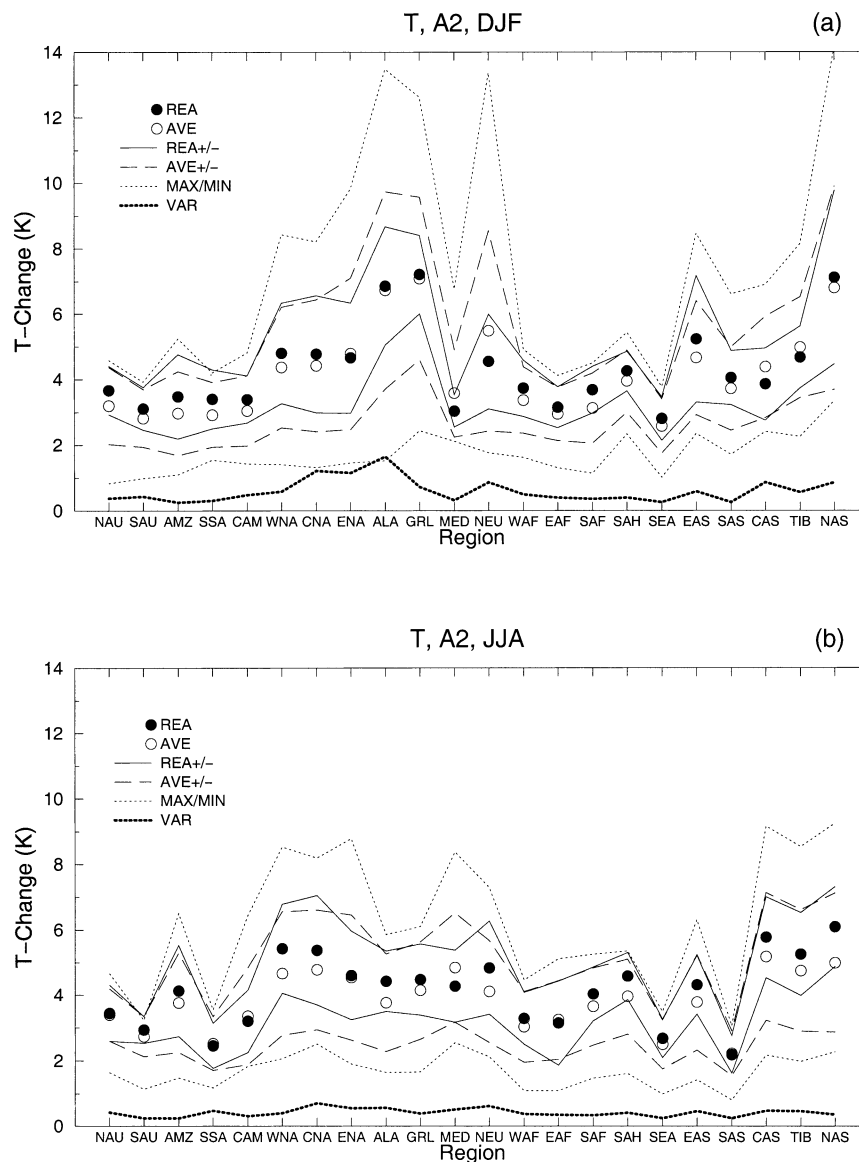 T, A2, DJF (a)
14
12
10
8
6
4
2
0
T-Change (K)
REA
AVE
REA+/-
AVE+/-
MAX/MIN
VAR
NAU SAU AMZ SSA CAM WNA CNA ENA ALA GRL MED NEU WAF EAF SAF SAH SEA EAS SAS CAS TIB NAS
Region
T, A2, JJA (b)
14
12
10
8
6
4
2
0
T-Change (K)
REA
AVE
REA+/-
AVE+/-
MAX/MIN
VAR
NAU SAU AMZ SSA CAM WNA CNA ENA ALA GRL MED NEU WAF EAF SAF SAH SEA EAS SAS CAS TIB NAS
Region